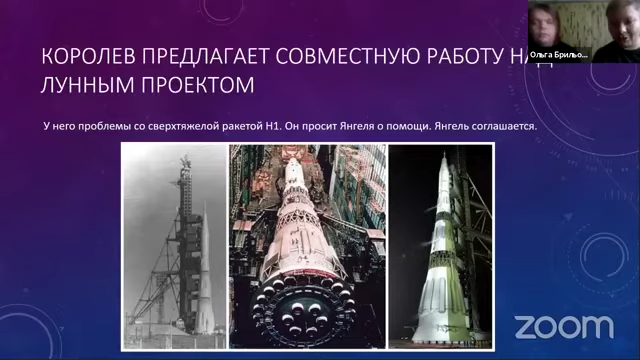 КОРОЛЕВ ПРЕДЛАГАЕТ СОВМЕСТНУЮ РАБОТУ
ЛУННЫМ ПРОЕКТОМ
Ольга Брильо...
У него проблемы со сверхтяжелой ракетой Н1. Он просит Янгеля о помощи. Янгель соглашается.
zoom